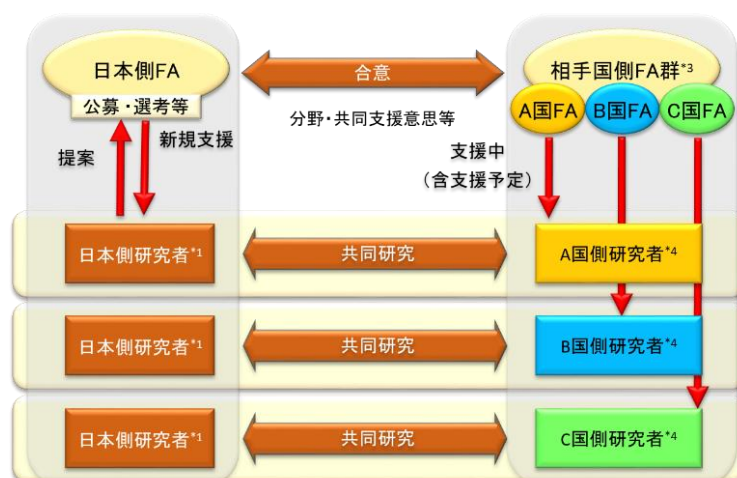 日本側FA
合意
相手国側FA群*3
公募・選考等
A国FA
B国FA
C国FA
分野・共同支援意思等
提案
新規支援
支援中
(含支援予定)
日本側研究者*1
共同研究
A国側研究者*4
日本側研究者*1
共同研究
B国側研究者*4
日本側研究者*1
共同研究
C国側研究者*4